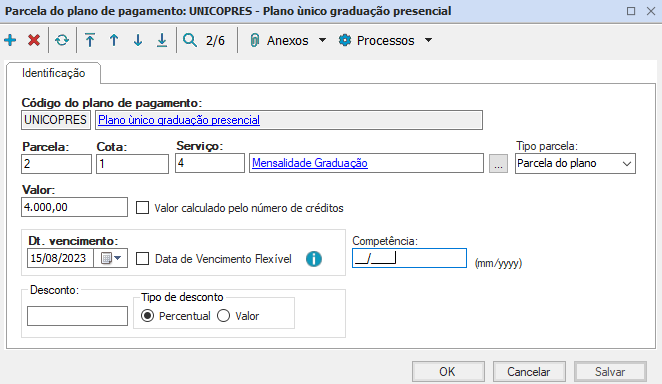 Parcela do plano de pagamento: UNICOPRES - Plano ùnico graduação presencial
2/6 Anexos Processos
Identificação
Código do plano de pagamento:
UNICOPRES Plano ùnico graduação presencial
Parcela: Cota: Serviço: Tipo parcela:
2 1 4 Mensalidade Graduação ... Parcela do plano
Valor:
4.000,00 Valor calculado pelo número de créditos
Dt. vencimento: Competência:
15/08/2023 Data de Vencimento Flexível __/____ (mm/yyyy)
Desconto: Tipo de desconto
Percentual Valor
OK Cancelar Salvar